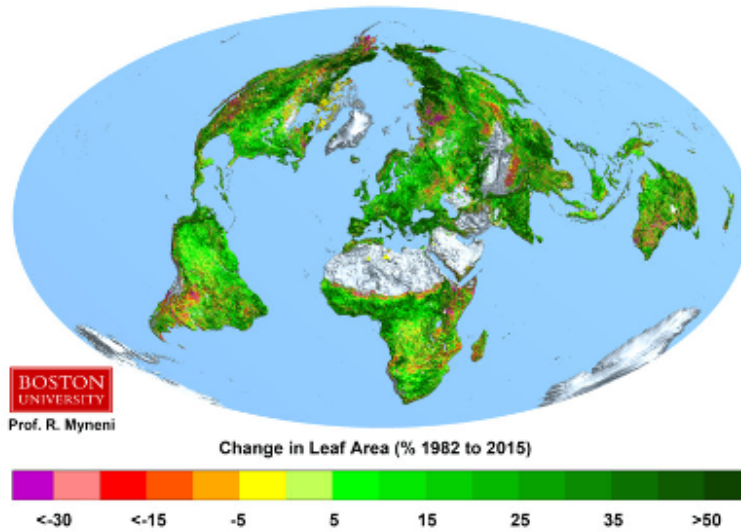 BOSTON
UNIVERSITY
Prof. R. Myneni
Change in Leaf Area (% 1982 to 2015)
<-30 <-15 -5 5 15 25 35 >50